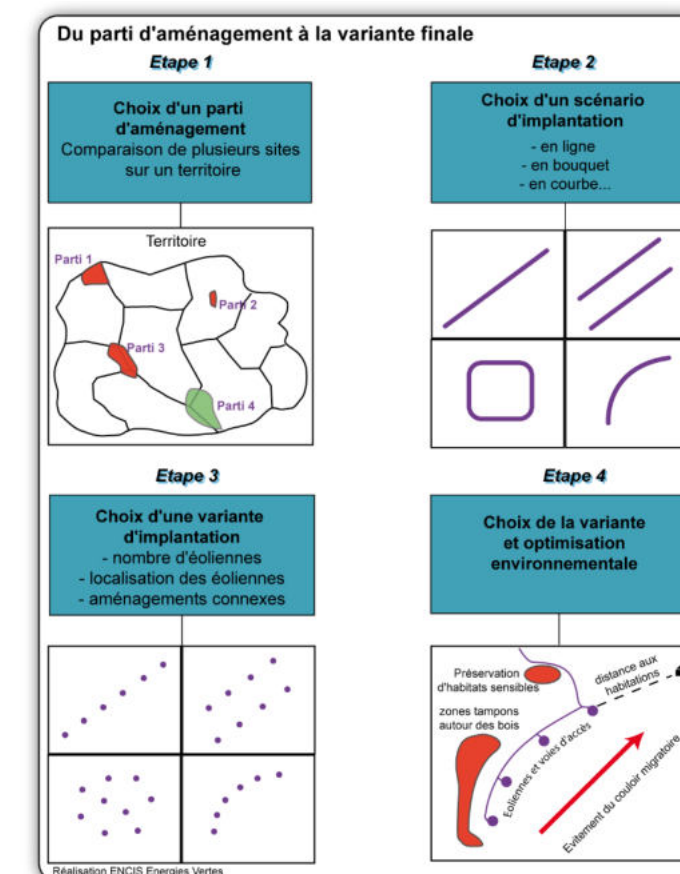 Du parti d'aménagement à la variante finale
Etape 1
Choix d'un parti
d'aménagement
Comparaison de plusieurs sites
sur un territoire
Territoire
Parti 1
Parti 2
Parti 3
Parti 4
Etape 2
Choix d'un scénario
d'implantation
- en ligne
- en bouquet
- en courbe...
Etape 3
Choix d'une variante
d'implantation
- nombre d'éoliennes
- localisation des éoliennes
- aménagements connexes
Etape 4
Choix de la variante
et optimisation
environnementale
Préservation
d'habitats sensibles
distance aux
habitations
zones tampons
autour des bois
Eoliennes et voies d'accès
Evitement du couloir migratoire
Réalisation ENCIS Energies Vertes